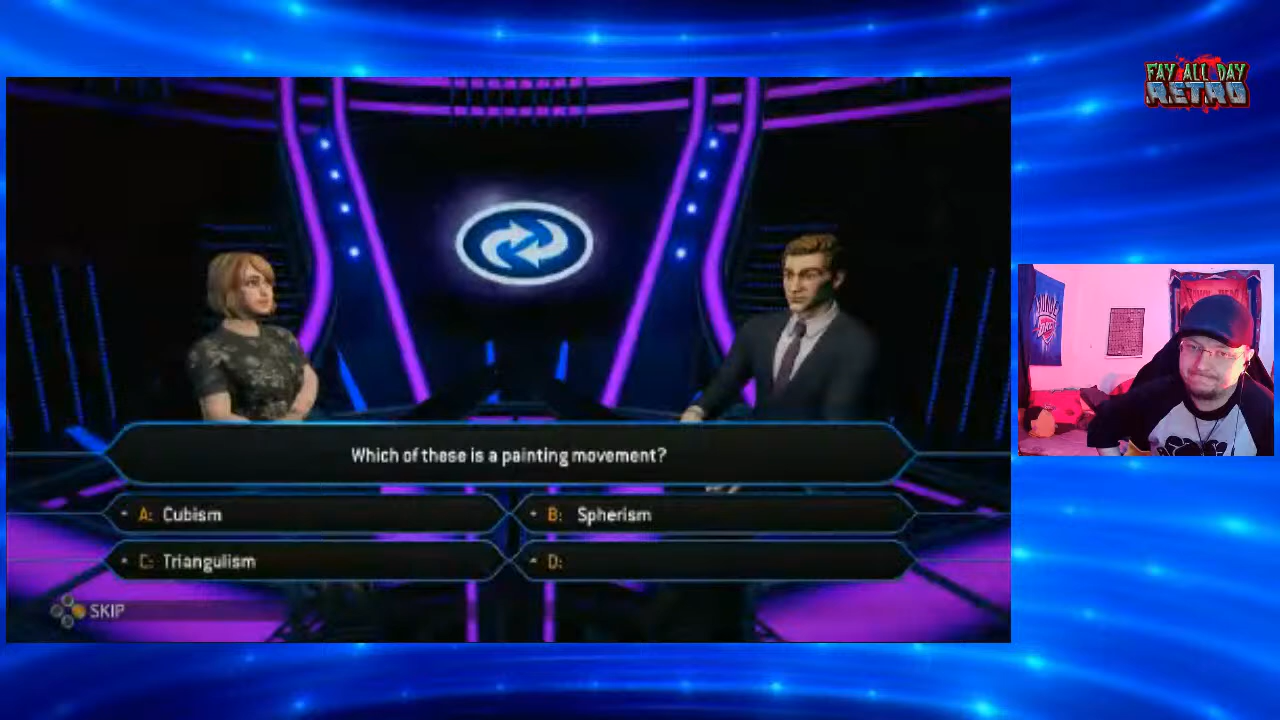 FAY ALL DAY
RETRO
Which of these is a painting movement?
A: Cubism
B: Spherism
C: Triangulism
D:
SKIP